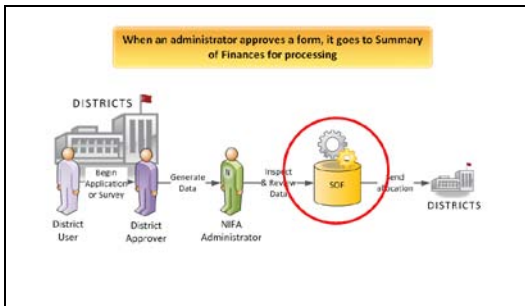 When an administrator approves a form, it goes to Summary
of Finances for processing
DISTRICTS
Begin
Application
or Survey
Generate
Data
N
Inspect
& Review
Data
SOF
Send
allocation
DISTRICTS
District
User
District
Approver
NIFA
Administrator